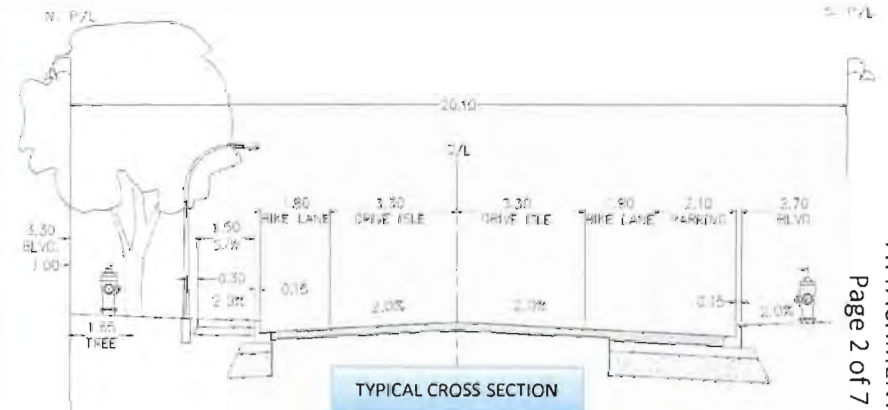 N. P/L
S. P/L
20.10
C/L
1.80
BIKE LANE
3.30
DRIVE ISLE
3.30
DRIVE ISLE
1.80
BIKE LANE
2.10
PARKING
2.70
BLVD.
3.30
BLVD.
1.00
1.50
S/W
0.30
2.0%
0.15
2.0%
2.0%
0.15
2.0%
1.65
TREE
TYPICAL CROSS SECTION
Page 2 of 7